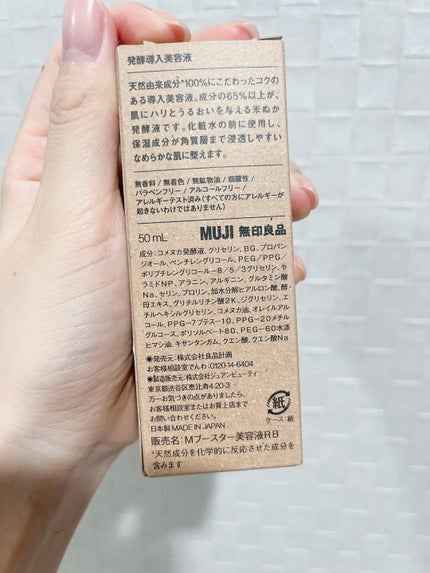 発酵導入美容液
天然由来成分*100%にこだわったコクの
ある導入美容液。成分の65%以上が、
肌にハリとうるおいを与える米ぬか
発酵液です。化粧水の前に使用し、
保湿成分が角質層まで浸透しやすい
なめらかな肌に整えます。
無香料/無着色/無鉱物油/弱酸性/
パラベンフリー/アルコールフリー/
アレルギーテスト済み(すべての方にアレルギーが
起きないわけではありません)
50mL MUJI 無印良品
成分:コメヌカ発酵液、グリセリン、BG、プロパン
ジオール、ペンチレングリコール、PEG/PPG/
ポリブチレングリコール-8/5/3グリセリン、セ
ラミドNP、アラニン、アルギニン、グルタミン酸
Na、セリン、プロリン、加水分解ヒアルロン酸、酵
母エキス、グリチルリチン酸2K、ジグリセリン、エ
チルヘキシルグリセリン、コメヌカ油、オレイルアル
コール、PPG-7ブテス-10、PPG-20メチル
グルコース、ポリソルベート80、PEG-60水添
ヒマシ油、キサンタンガム、クエン酸、クエン酸Na
●発売元:株式会社良品計画
お客様相談室でんわ:0120-14-6404
●製造販売元:株式会社ジュアンビューティ
東京都渋谷区恵比寿4-20-3
万一お気づきの点がありましたら、
お客様相談室またはお買上店まで
お問い合わせください。
日本製 MADE IN JAPAN
紙
ケース:紙
販売名:Mブースター美容液RB
*天然成分を化学的に反応させた成分を
含みます